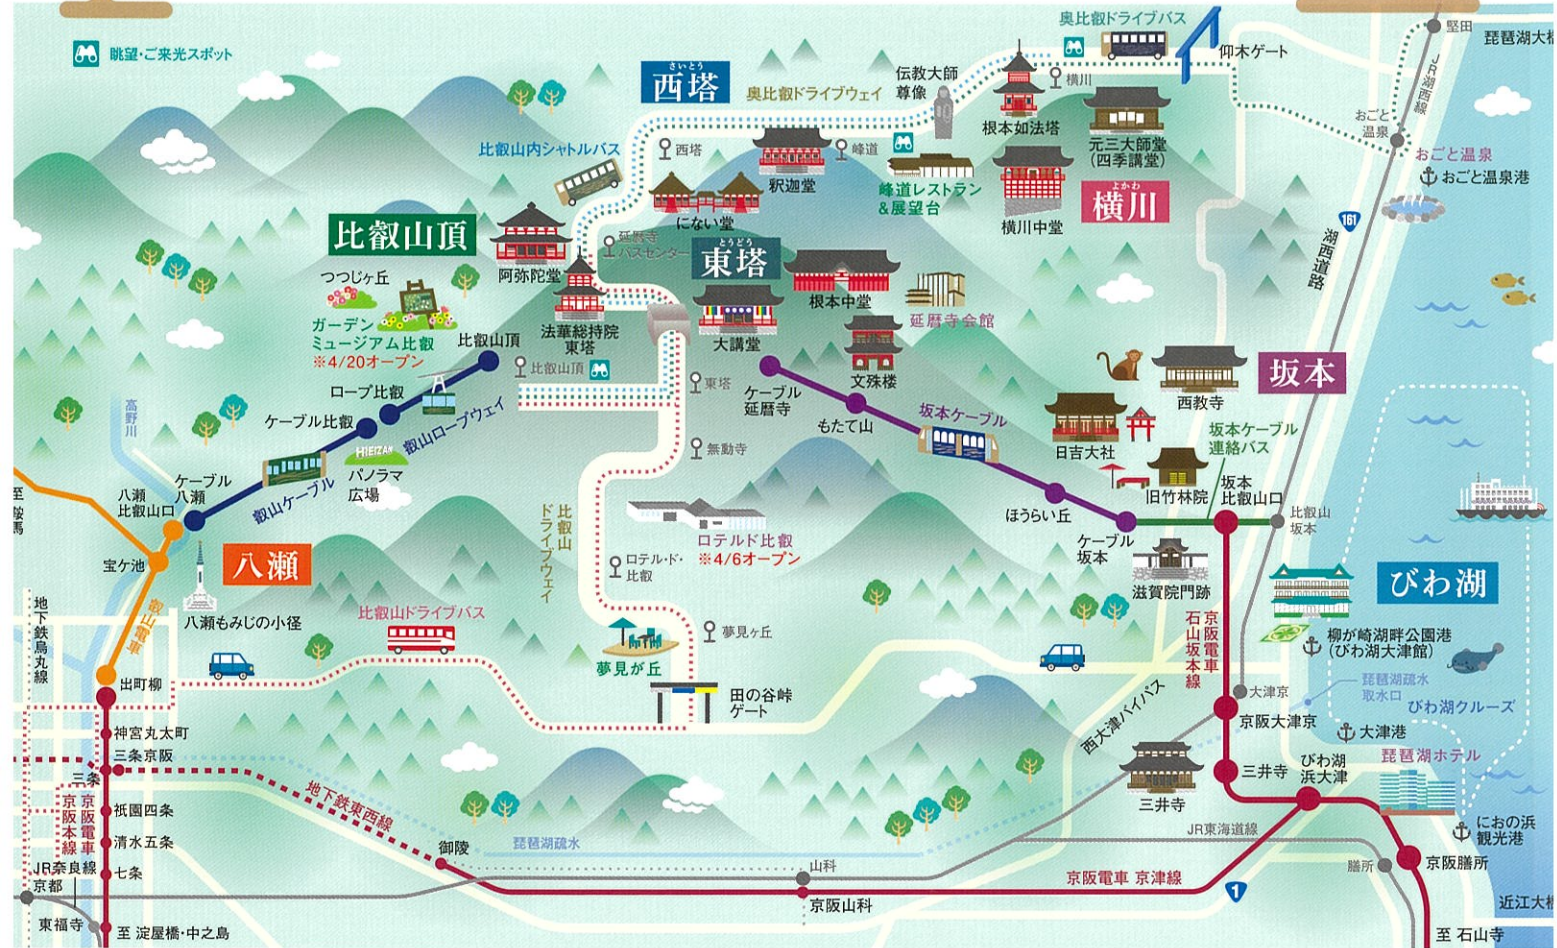 眺望・ご来光スポット
奥比叡ドライブバス
仰木ゲート
堅田
琵琶湖大橋
JR湖西線
さいとう
西塔
奥比叡ドライブウェイ
伝教大師
尊像
横川
根本如法塔
元三大師堂
(四季講堂)
おごと
温泉
おごと温泉
おごと温泉港
比叡山内シャトルバス
西塔
釈迦堂
峰道
峰道レストラン
&展望台
よかわ
横川
横川中堂
にない堂
161
湖西道路
比叡山頂
阿弥陀堂
延暦寺
バスセンター
とうどう
東塔
根本中堂
延暦寺会館
つつじヶ丘
ガーデン
ミュージアム比叡
※4/20オープン
比叡山頂
法華総持院
東塔
大講堂
文殊楼
比叡山頂
東塔
ケーブル
延暦寺
もたて山
坂本ケーブル
坂本
西教寺
日吉大社
坂本ケーブル
連絡バス
旧竹林院
坂本
比叡山口
比叡山
坂本
ロープ比叡
ケーブル比叡
叡山ロープウェイ
高野川
HIEIZAN
パノラマ
広場
叡山ケーブル
ケーブル
八瀬
八瀬
比叡山口
至
鞍
馬
宝ケ池
八瀬
八瀬もみじの小径
叡山電車
地下鉄烏丸線
無動寺
比叡山
ドライブウェイ
ロテルド比叡
※4/6オープン
ロテル・ド・
比叡
ほうらい丘
ケーブル
坂本
滋賀院門跡
びわ湖
柳が崎湖畔公園港
(びわ湖大津館)
京阪電車
石山坂本線
比叡山ドライブバス
夢見が丘
夢見ヶ丘
田の谷峠
ゲート
出町柳
神宮丸太町
三条京阪
三条
祇園四条
清水五条
七条
京阪電車
京阪本線
JR奈良線
京都
東福寺
至 淀屋橋・中之島
地下鉄東西線
御陵
琵琶湖疏水
山科
京阪山科
京阪電車 京津線
1
JR東海道線
西大津バイパス
三井寺
大津京
京阪大津京
琵琶湖疏水
取水口
びわ湖クルーズ
大津港
三井寺
びわ湖
浜大津
琵琶湖ホテル
におの浜
観光港
膳所
京阪膳所
近江大橋
至 石山寺